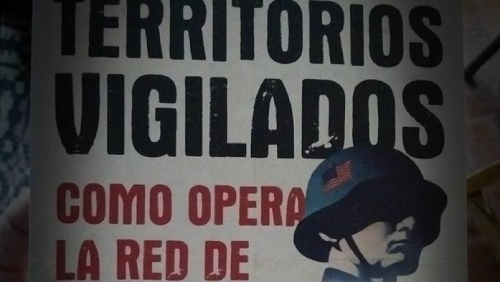 TERRITORIOS
VIGILADOS
COMO OPERA
LA RED DE